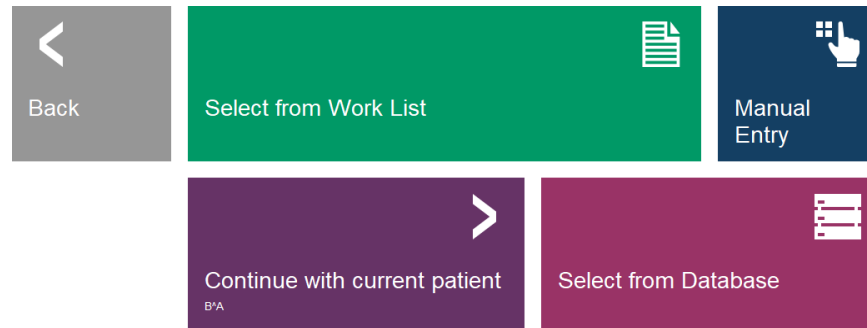 Back
Select from Work List
Manual
Entry
Continue with current patient
B^A
Select from Database